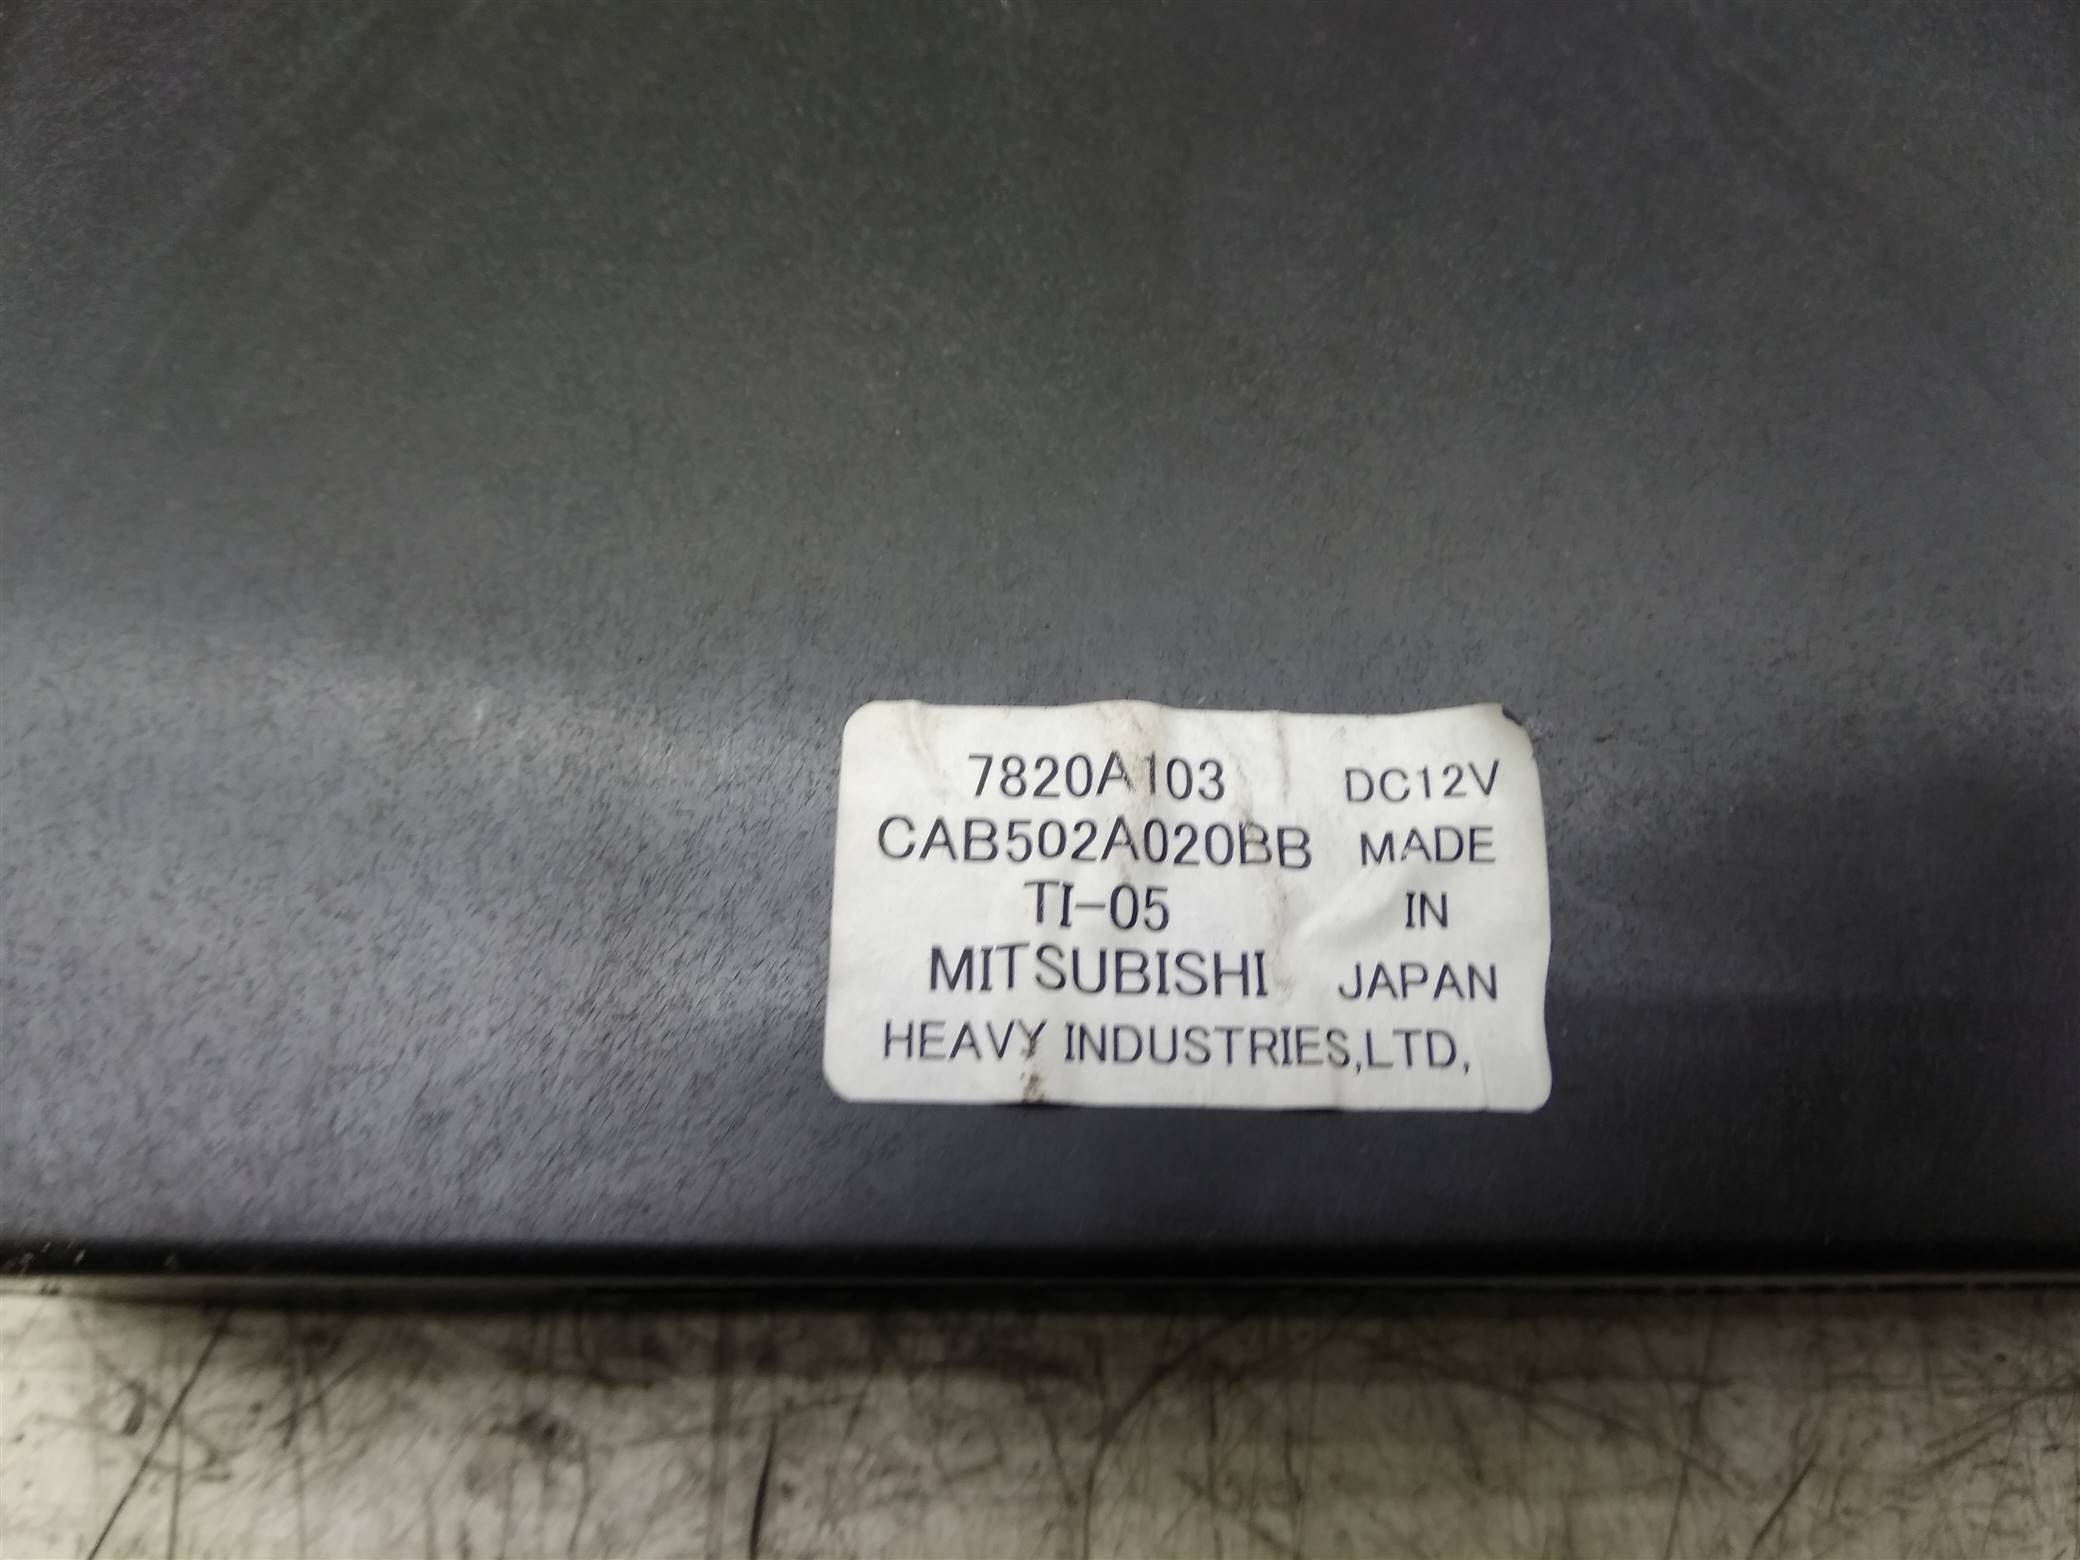 7820A103 DC12V
CAB502A020BB MADE
TI-05 IN
MITSUBISHI JAPAN
HEAVY INDUSTRIES,LTD,